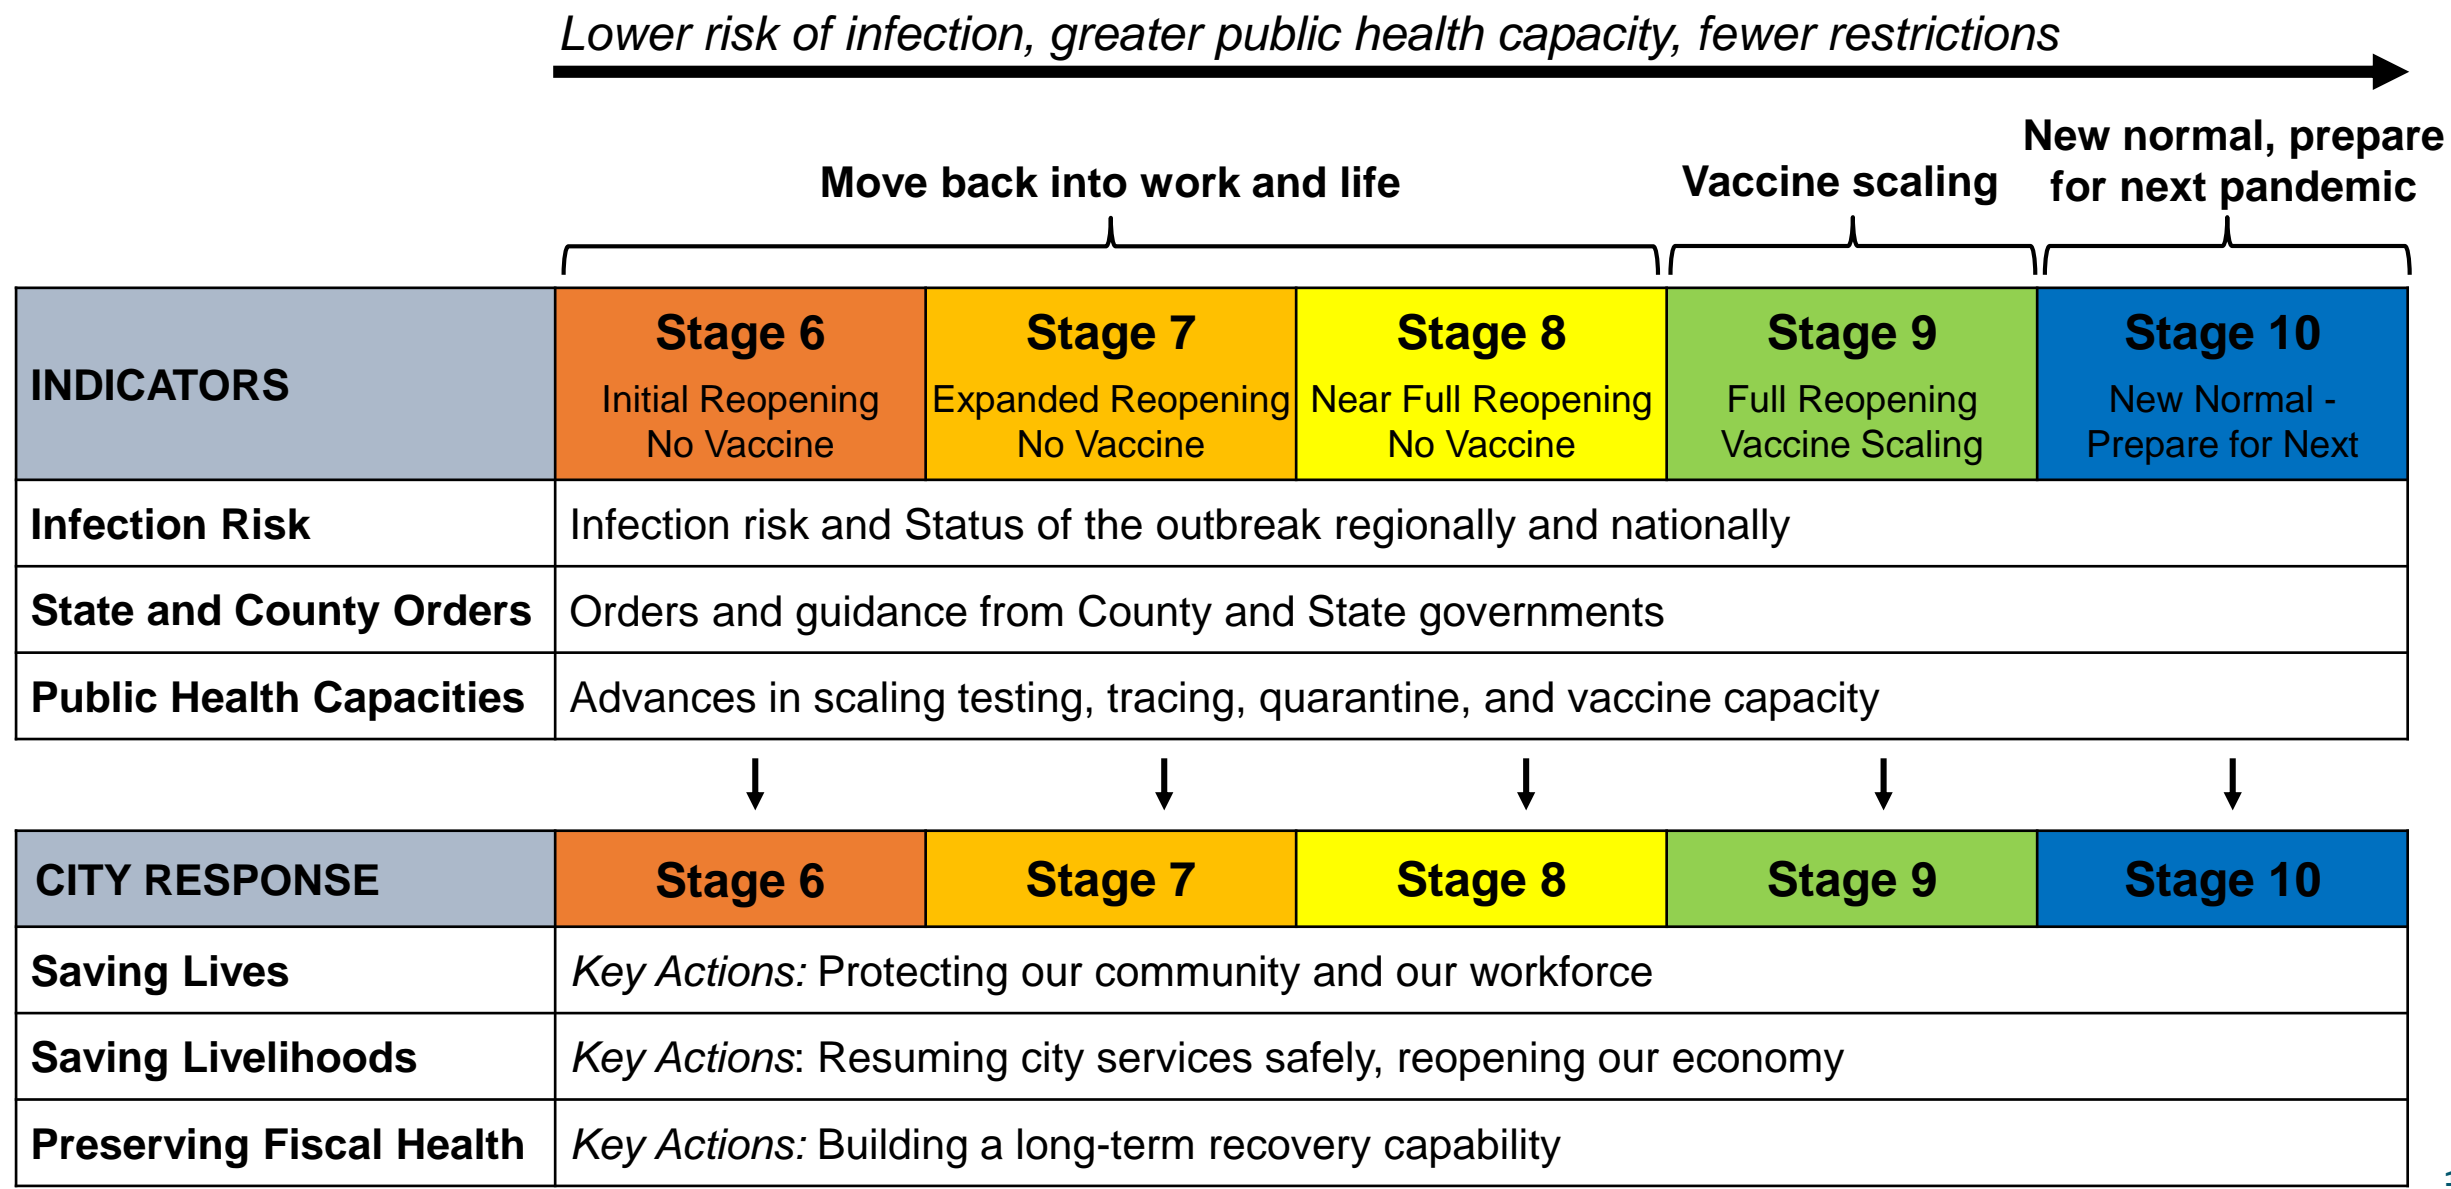 Lower risk of infection, greater public health capacity, fewer restrictions
New normal, prepare
for next pandemic
Move back into work and life
Vaccine scaling
INDICATORS
Stage 6
Initial Reopening
No Vaccine
Stage 7
Expanded Reopening
No Vaccine
Stage 8
Near Full Reopening
No Vaccine
Stage 9
Full Reopening
Vaccine Scaling
Stage 10
New Normal -
Prepare for Next
Infection Risk
Infection risk and Status of the outbreak regionally and nationally
State and County Orders
Orders and guidance from County and State governments
Public Health Capacities
Advances in scaling testing, tracing, quarantine, and vaccine capacity
CITY RESPONSE
Stage 6
Stage 7
Stage 8
Stage 9
Stage 10
Saving Lives
Key Actions: Protecting our community and our workforce
Saving Livelihoods
Key Actions: Resuming city services safely, reopening our economy
Preserving Fiscal Health
Key Actions: Building a long-term recovery capability